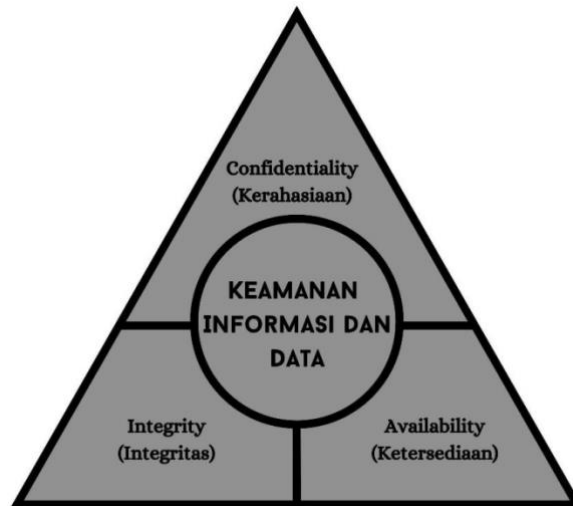 Confidentiality
(Kerahasiaan)
KEAMANAN
INFORMASI DAN
DATA
Integrity
(Integritas)
Availability
(Ketersediaan)